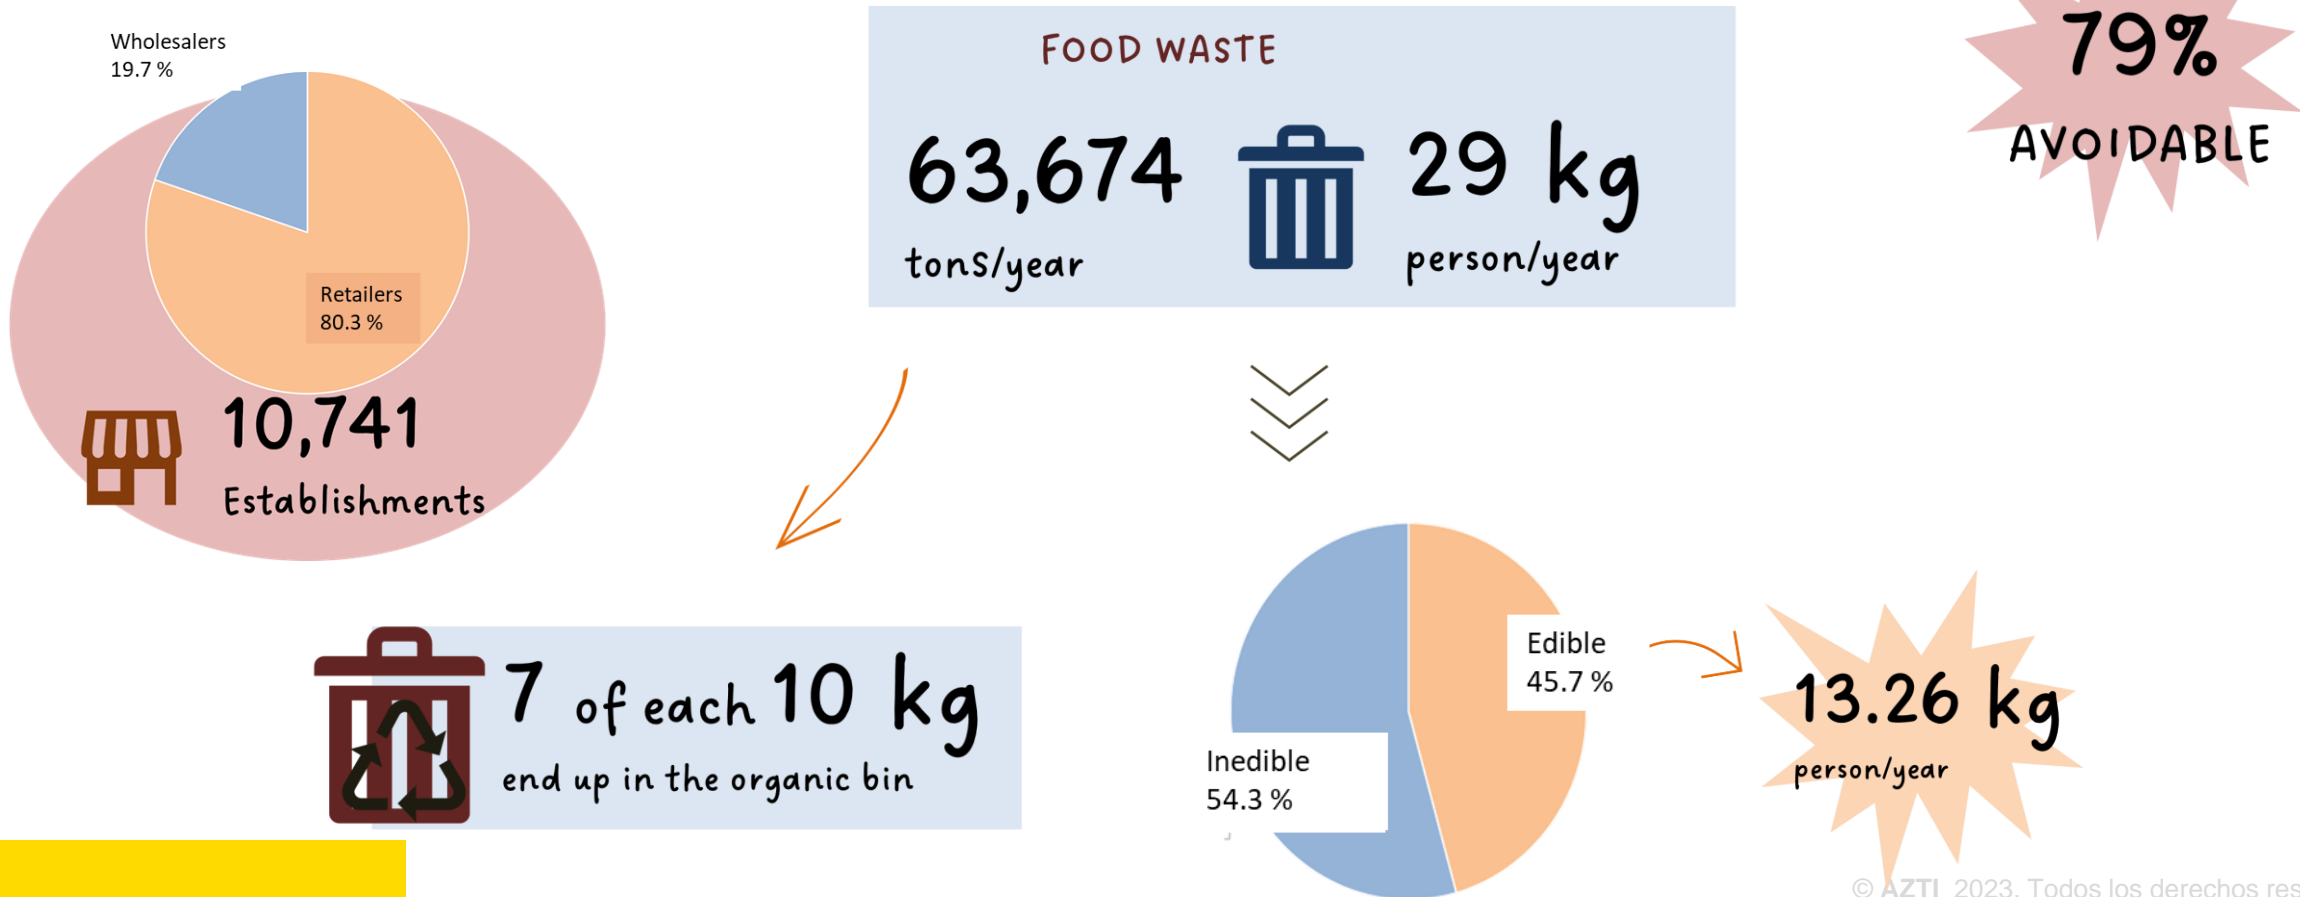 Wholesalers
19.7 %
Retailers
80.3 %
10,741
Establishments
FOOD WASTE
63,674
tons/year
29 kg
person/year
79%
AVOIDABLE
7 of each 10 kg
end up in the organic bin
Edible
45.7 %
Inedible
54.3 %
13.26 kg
person/year
© AZTI 2023. Todos los derechos res